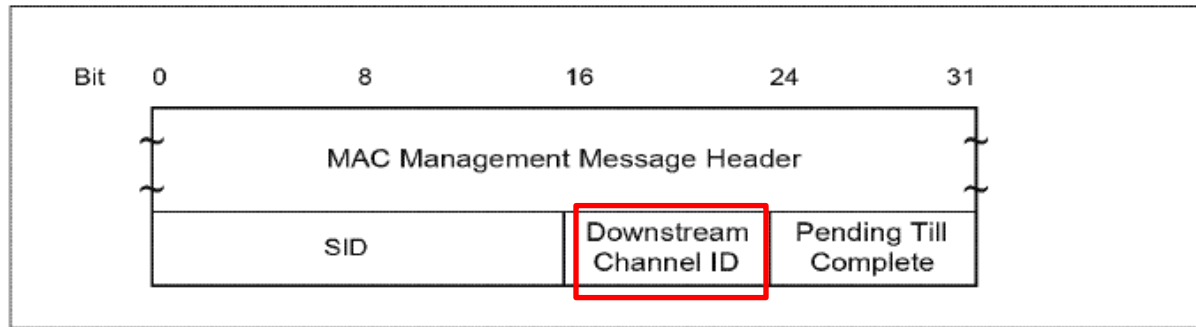 Bit 0 8 16 24 31
MAC Management Message Header
SID
Downstream
Channel ID
Pending Till
Complete